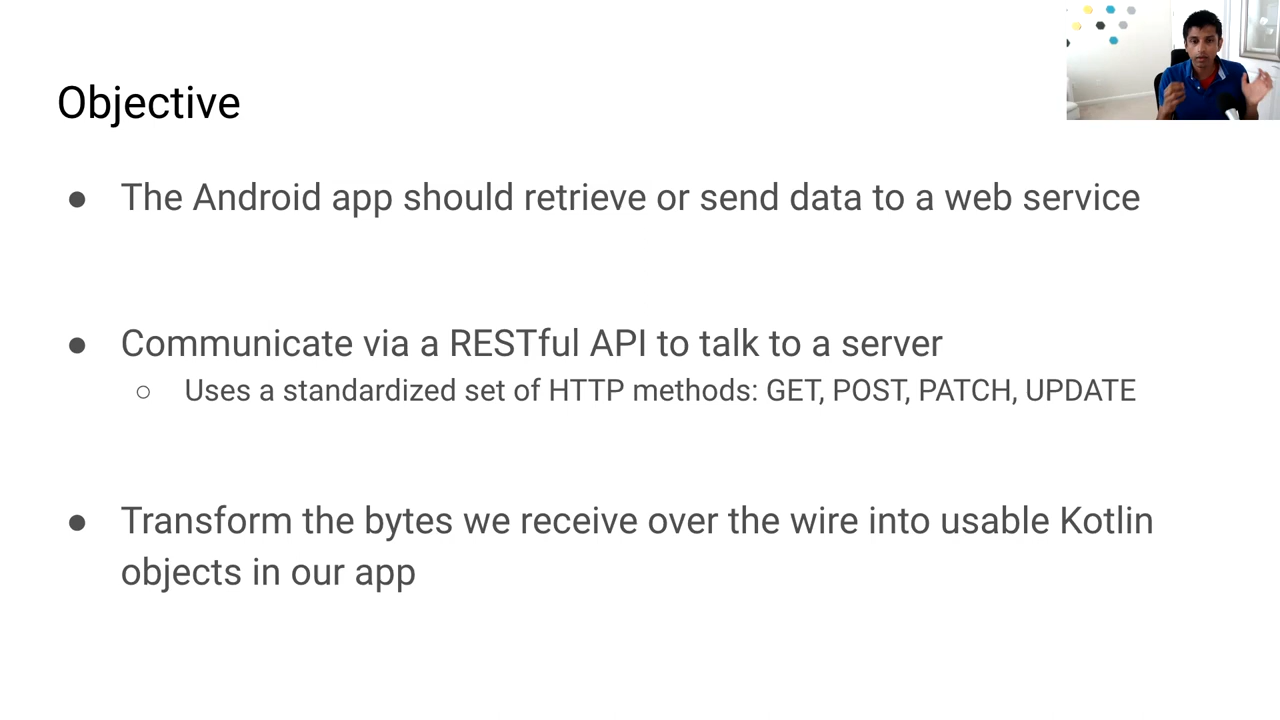 Objective
● The Android app should retrieve or send data to a web service
● Communicate via a RESTful API to talk to a server
○ Uses a standardized set of HTTP methods: GET, POST, PATCH, UPDATE
● Transform the bytes we receive over the wire into usable Kotlin
objects in our app